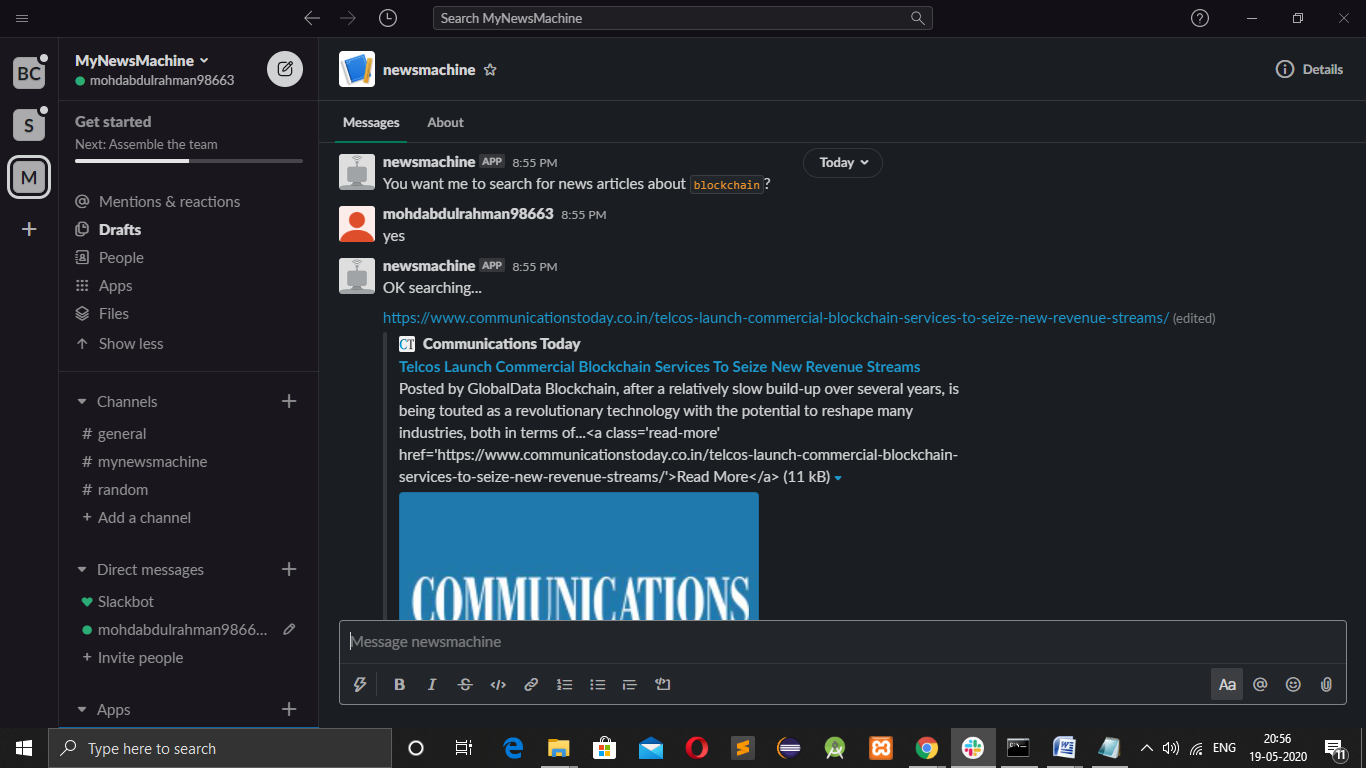 Search MyNewsMachine
BC
S
M
MyNewsMachine
mohdabdulrahman98663
Get started
Next: Assemble the team
Mentions & reactions
Drafts
People
Apps
Files
Show less
Channels
# general
# mynewsmachine
# random
+ Add a channel
Direct messages
Slackbot
mohdabdulrahman9866...
+ Invite people
Apps
newsmachine
Details
Messages
About
Today
newsmachine APP 8:55 PM
You want me to search for news articles about blockchain?
mohdabdulrahman98663 8:55 PM
yes
newsmachine APP 8:55 PM
OK searching...
https://www.communicationstoday.co.in/telcos-launch-commercial-blockchain-services-to-seize-new-revenue-streams/ (edited)
CT Communications Today
Telcos Launch Commercial Blockchain Services To Seize New Revenue Streams
Posted by GlobalData Blockchain, after a relatively slow build-up over several years, is
being touted as a revolutionary technology with the potential to reshape many
industries, both in terms of...<a class='read-more'
href='https://www.communicationstoday.co.in/telcos-launch-commercial-blockchain-
services-to-seize-new-revenue-streams/'>Read More</a> (11 kB)
COMMUNICATIONS
Message newsmachine
B I S </> Aa @
Type here to search
ENG
20:56
19-05-2020
11